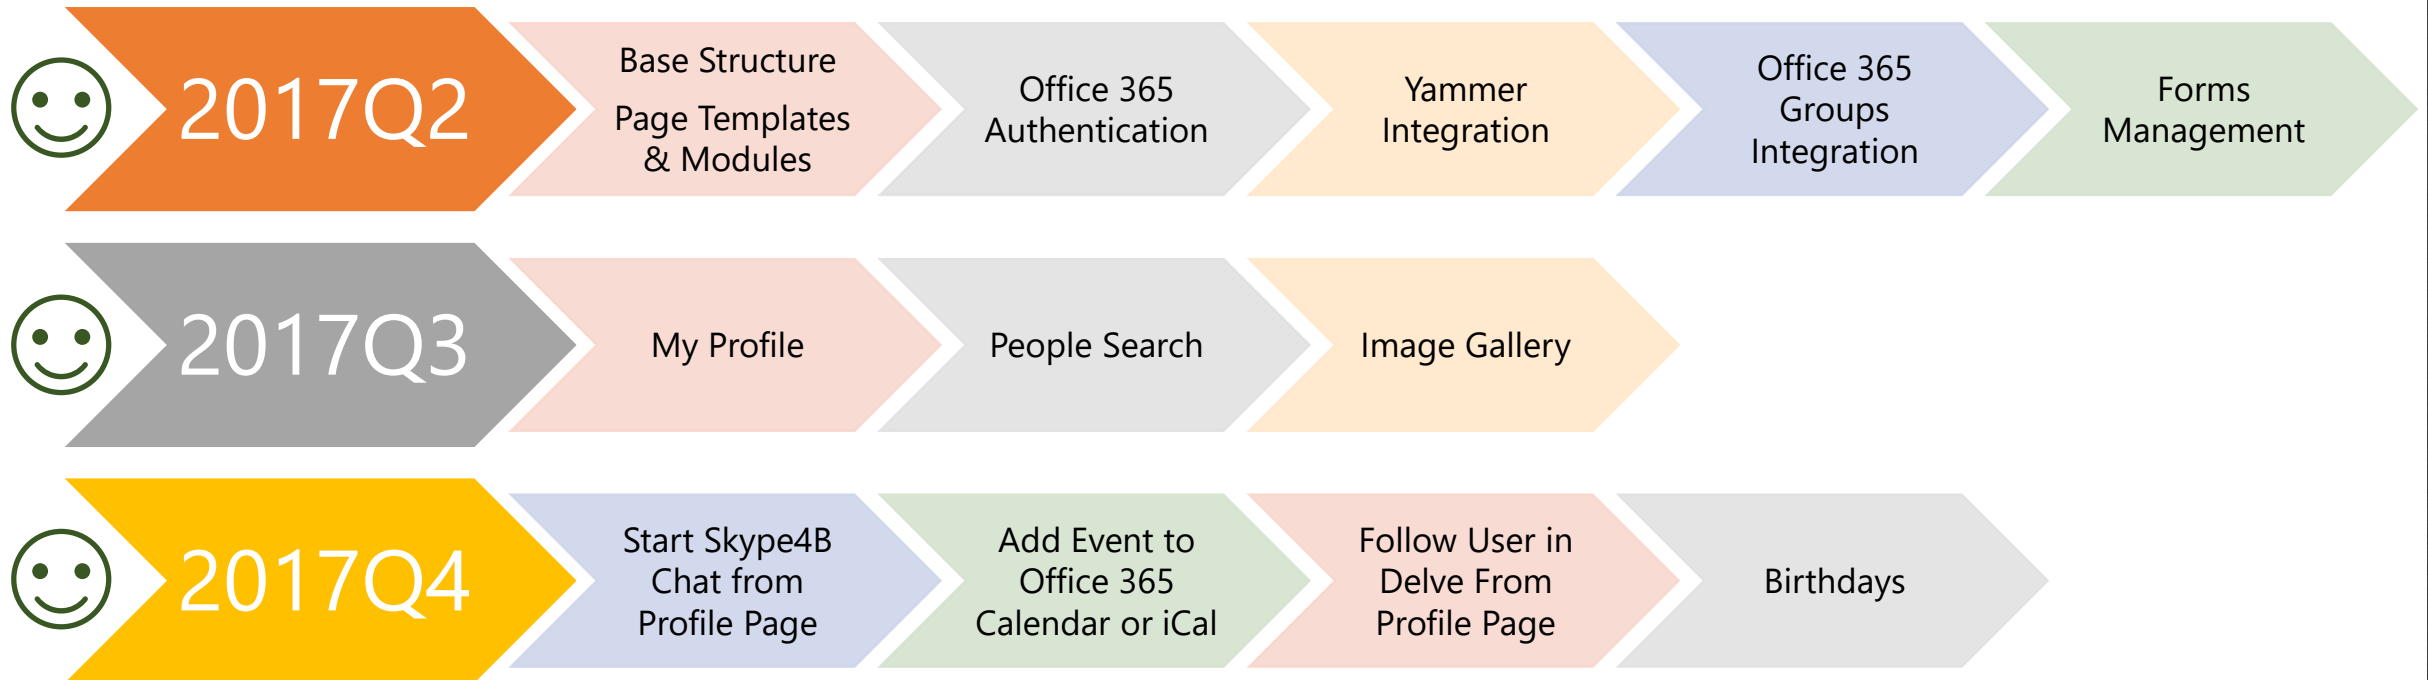 2017Q2
Base Structure
Page Templates
& Modules
Office 365
Authentication
Yammer
Integration
Office 365
Groups
Integration
Forms
Management
2017Q3
My Profile
People Search
Image Gallery
2017Q4
Start Skype4B
Chat from
Profile Page
Add Event to
Office 365
Calendar or iCal
Follow User in
Delve From
Profile Page
Birthdays